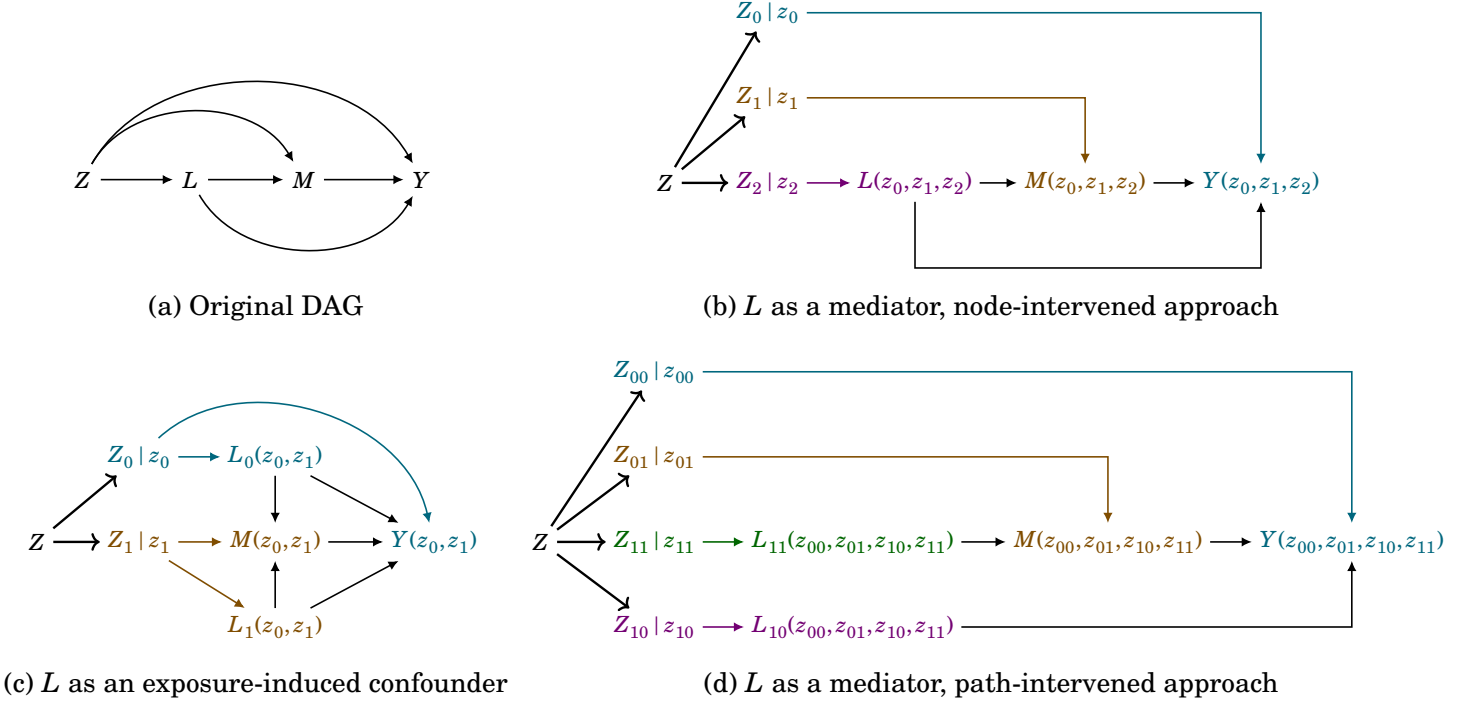 Z L M Y
(a) Original DAG
Z₀ | z₀
Z₁ | z₁
Z Z₂ | z₂ L(z₀,z₁,z₂) M(z₀,z₁,z₂) Y(z₀,z₁,z₂)
(b) L as a mediator, node-intervened approach
Z₀ | z₀ L₀(z₀,z₁)
Z Z₁ | z₁ M(z₀,z₁) Y(z₀,z₁)
L₁(z₀,z₁)
(c) L as an exposure-induced confounder
Z₀₀ | z₀₀
Z₀₁ | z₀₁
Z Z₁₁ | z₁₁ L₁₁(z₀₀,z₀₁,z₁₀,z₁₁) M(z₀₀,z₀₁,z₁₀,z₁₁) Y(z₀₀,z₀₁,z₁₀,z₁₁)
Z₁₀ | z₁₀ L₁₀(z₀₀,z₀₁,z₁₀,z₁₁)
(d) L as a mediator, path-intervened approach